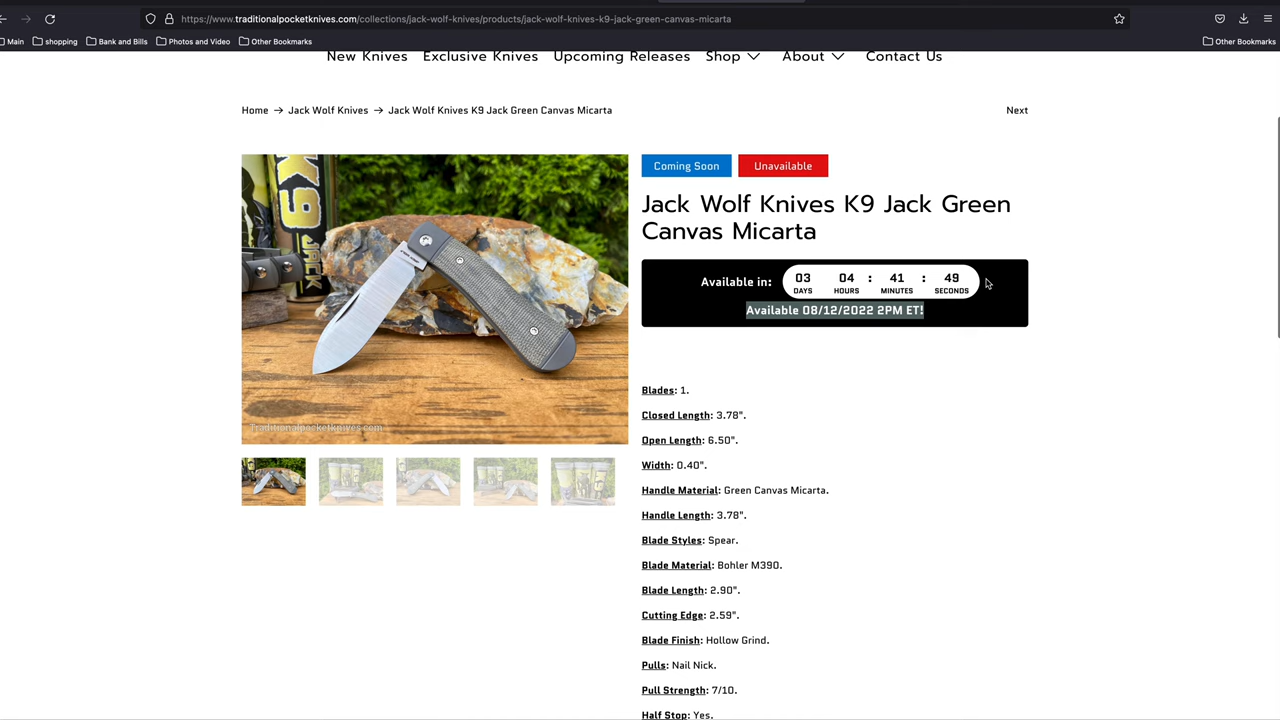 https://www.traditionalpocketknives.com/collections/jack-wolf-knives/products/jack-wolf-knives-k9-jack-green-canvas-micarta
Main shopping Bank and Bills Photos and Video Other Bookmarks Other Bookmarks
New Knives Exclusive Knives Upcoming Releases Shop About Contact Us
Home → Jack Wolf Knives → Jack Wolf Knives K9 Jack Green Canvas Micarta Next
K9
JACK
Traditionalpocketknives.com
Coming Soon Unavailable
Jack Wolf Knives K9 Jack Green
Canvas Micarta
Available in: 03 04 : 41 : 49
DAYS HOURS MINUTES SECONDS
Available 08/12/2022 2PM ET!
Blades: 1.
Closed Length: 3.78".
Open Length: 6.50".
Width: 0.40".
Handle Material: Green Canvas Micarta.
Handle Length: 3.78".
Blade Styles: Spear.
Blade Material: Bohler M390.
Blade Length: 2.90".
Cutting Edge: 2.59".
Blade Finish: Hollow Grind.
Pulls: Nail Nick.
Pull Strength: 7/10.
Half Stop: Yes.